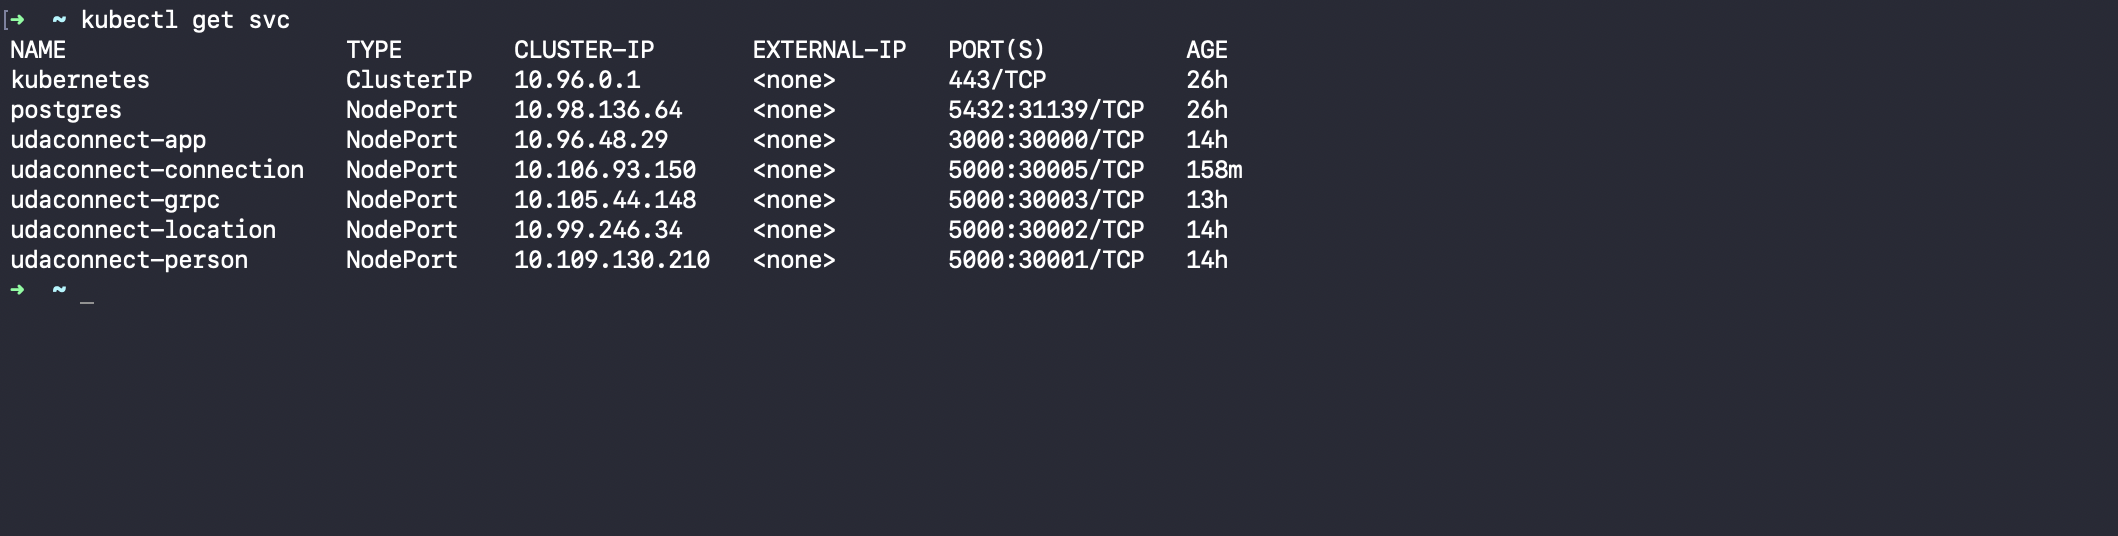 [➜  ~ kubectl get svc
NAME                    TYPE        CLUSTER-IP       EXTERNAL-IP   PORT(S)          AGE
kubernetes              ClusterIP   10.96.0.1        <none>        443/TCP          26h
postgres                NodePort    10.98.136.64     <none>        5432:31139/TCP   26h
udaconnect-app          NodePort    10.96.48.29      <none>        3000:30000/TCP   14h
udaconnect-connection   NodePort    10.106.93.150    <none>        5000:30005/TCP   158m
udaconnect-grpc         NodePort    10.105.44.148    <none>        5000:30003/TCP   13h
udaconnect-location     NodePort    10.99.246.34     <none>        5000:30002/TCP   14h
udaconnect-person       NodePort    10.109.130.210   <none>        5000:30001/TCP   14h
➜  ~ _